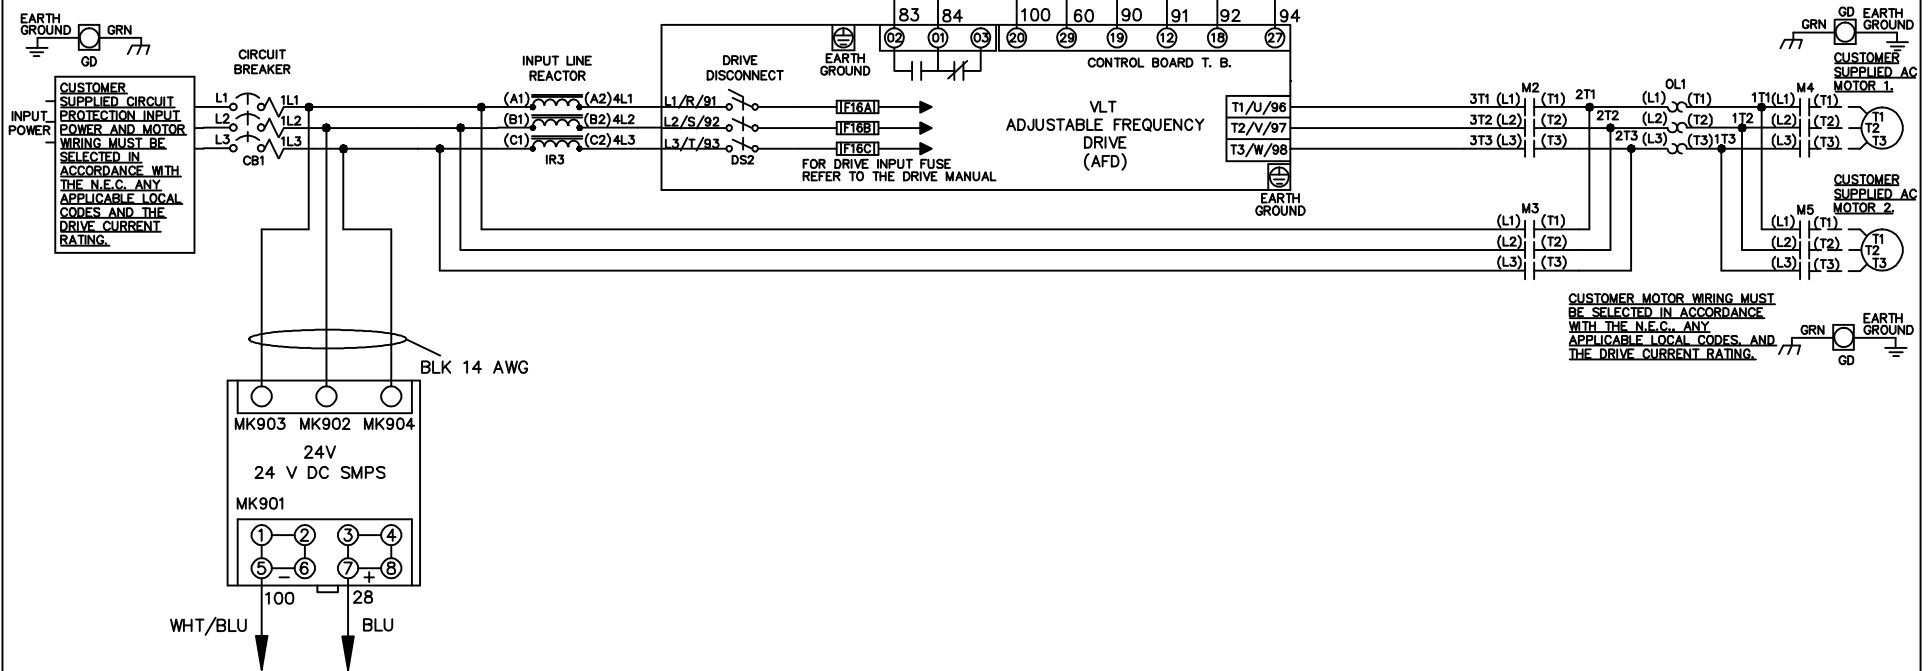 83 84 100 60 90 91 92 94
02 01 03 20 29 19 12 18 27
EARTH
GROUND
GRN
GD
CIRCUIT
BREAKER
INPUT LINE
REACTOR
DRIVE
DISCONNECT
EARTH
GROUND
CONTROL BOARD T. B.
GD
EARTH
GROUND
GRN
INPUT
POWER
CUSTOMER
SUPPLIED CIRCUIT
PROTECTION INPUT
POWER AND MOTOR
WIRING MUST BE
SELECTED IN
ACCORDANCE WITH
THE N.E.C. ANY
APPLICABLE LOCAL
CODES AND THE
DRIVE CURRENT
RATING.
L1 1L1
L2 1L2
L3 1L3
CB1
(A1) (A2)4L1
(B1) (B2)4L2
(C1) (C2)4L3
IR3
L1/R/91
L2/S/92
L3/T/93
DS2
IF16A
IF16B
IF16C
FOR DRIVE INPUT FUSE
REFER TO THE DRIVE MANUAL
VLT
ADJUSTABLE FREQUENCY
DRIVE
(AFD)
T1/U/96
T2/V/97
T3/W/98
EARTH
GROUND
M2
3T1 (L1) (T1) 2T1
3T2 (L2) (T2) 2T2
3T3 (L3) (T3) 2T3
OL1
(L1) (T1) 1T1
(L2) (T2) 1T2
(L3) (T3) 1T3
M4
(L1) (T1)
(L2) (T2)
(L3) (T3)
CUSTOMER
SUPPLIED AC
MOTOR 1.
T1
T2
T3
M3
(L1) (T1)
(L2) (T2)
(L3) (T3)
M5
(L1) (T1)
(L2) (T2)
(L3) (T3)
CUSTOMER
SUPPLIED AC
MOTOR 2.
T1
T2
T3
CUSTOMER MOTOR WIRING MUST
BE SELECTED IN ACCORDANCE
WITH THE N.E.C., ANY
APPLICABLE LOCAL CODES, AND
THE DRIVE CURRENT RATING.
GRN
EARTH
GROUND
GD
BLK 14 AWG
MK903 MK902 MK904
24V
24 V DC SMPS
MK901
1 2 3 4
5 6 7 8
- +
100 28
WHT/BLU BLU